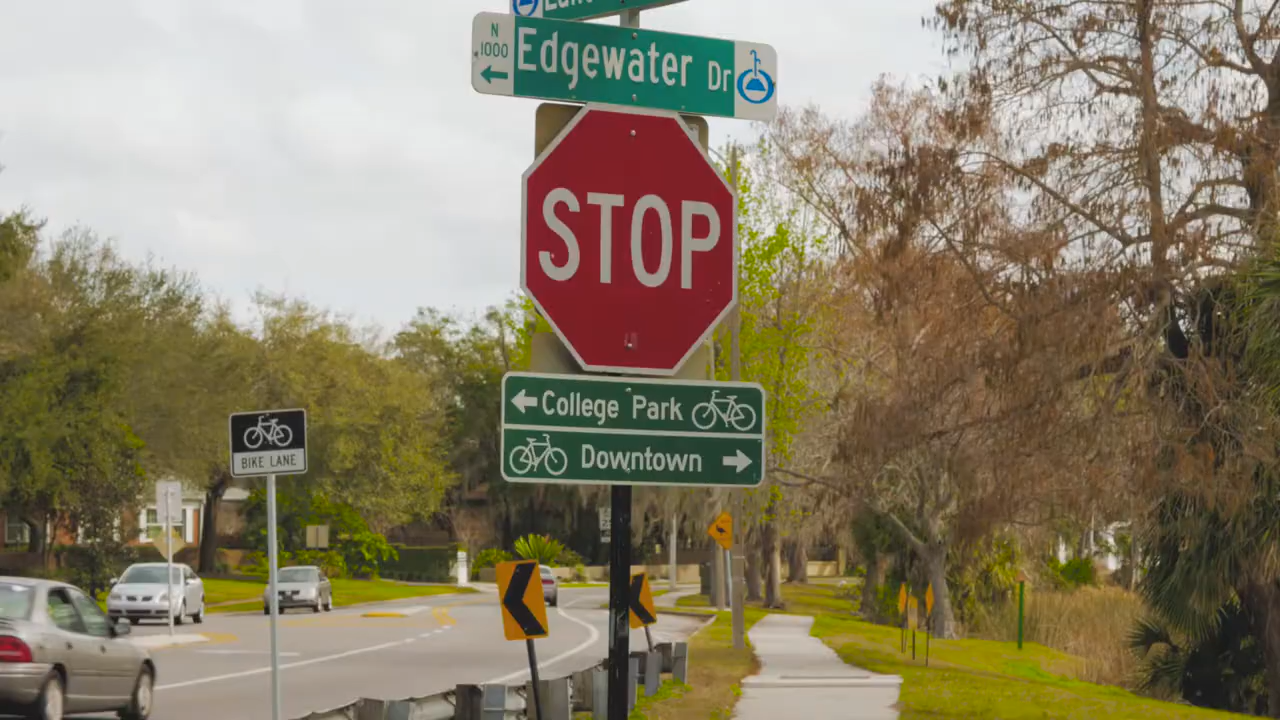 N
1000
Edgewater Dr
STOP
College Park
Downtown
BIKE LANE